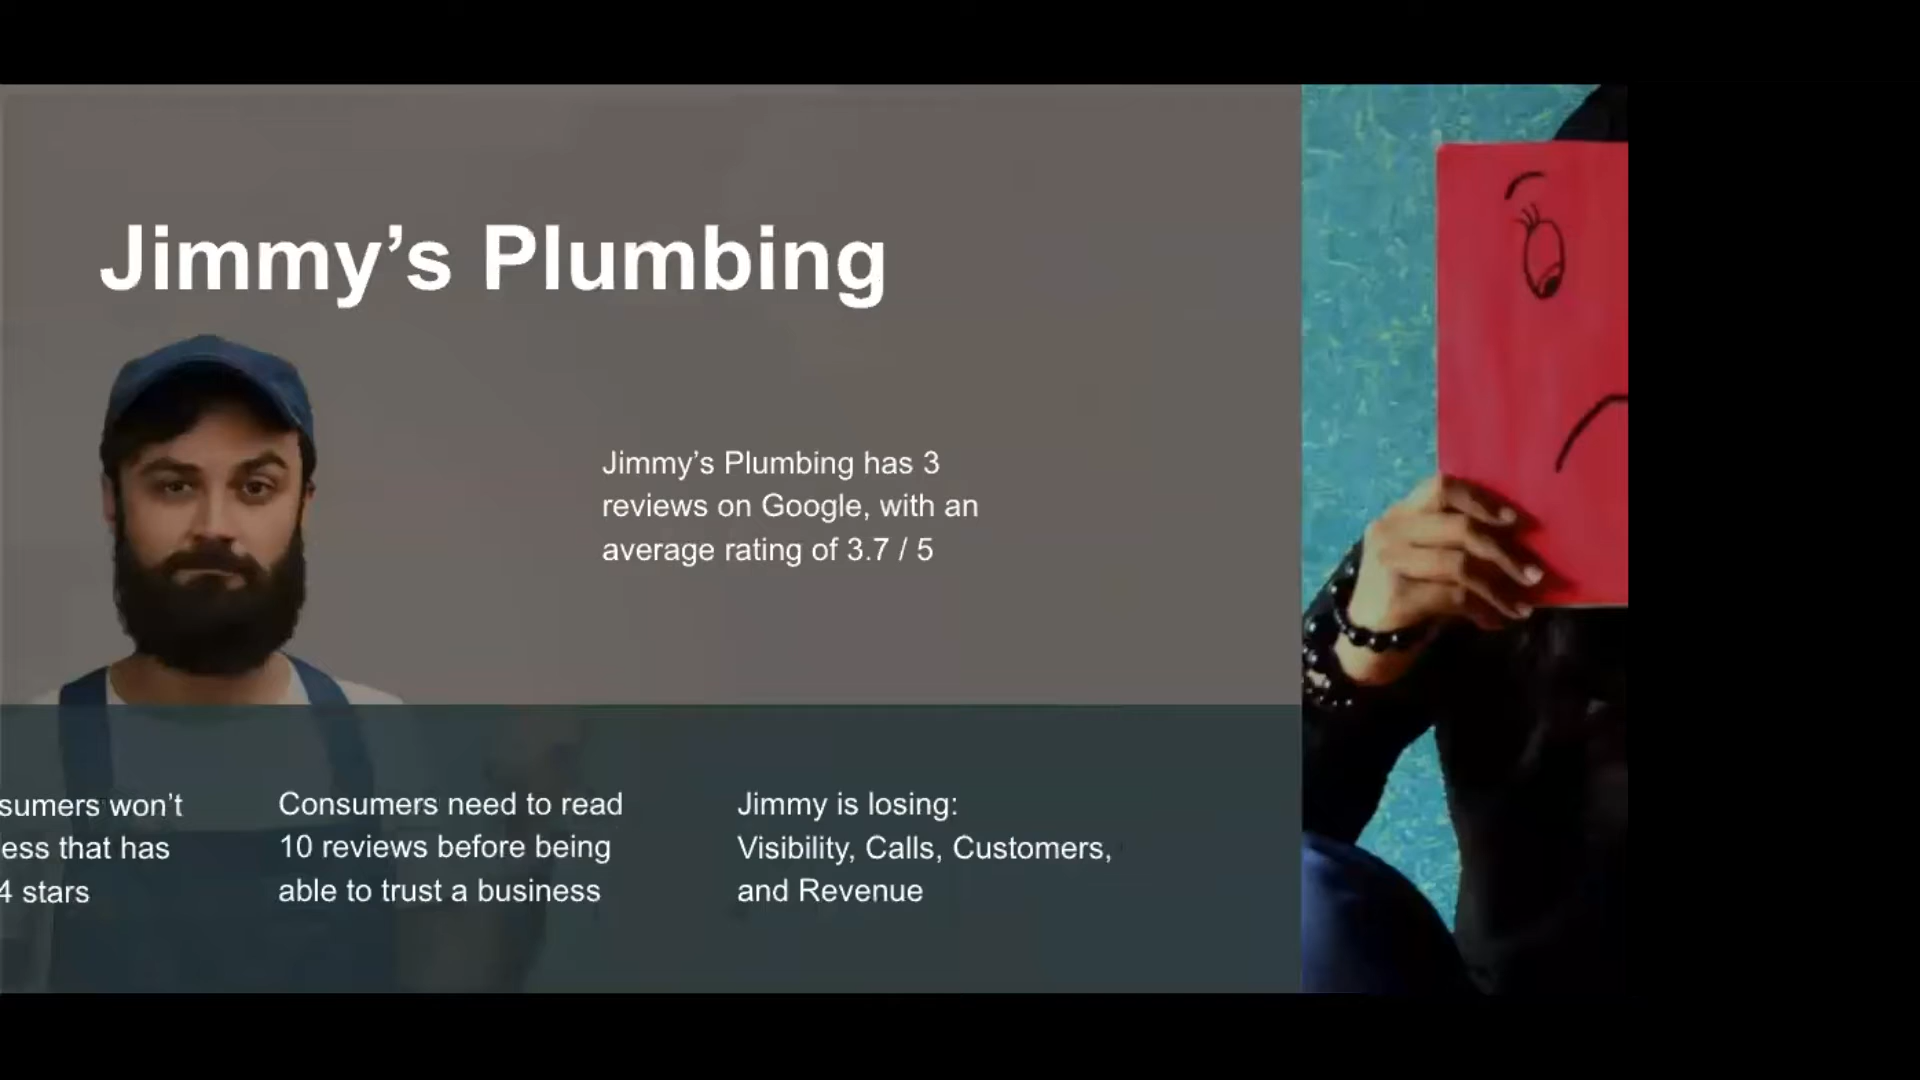 Jimmy’s Plumbing
Jimmy’s Plumbing has 3
reviews on Google, with an
average rating of 3.7 / 5
sumers won’t
ess that has
4 stars
Consumers need to read
10 reviews before being
able to trust a business
Jimmy is losing:
Visibility, Calls, Customers,
and Revenue